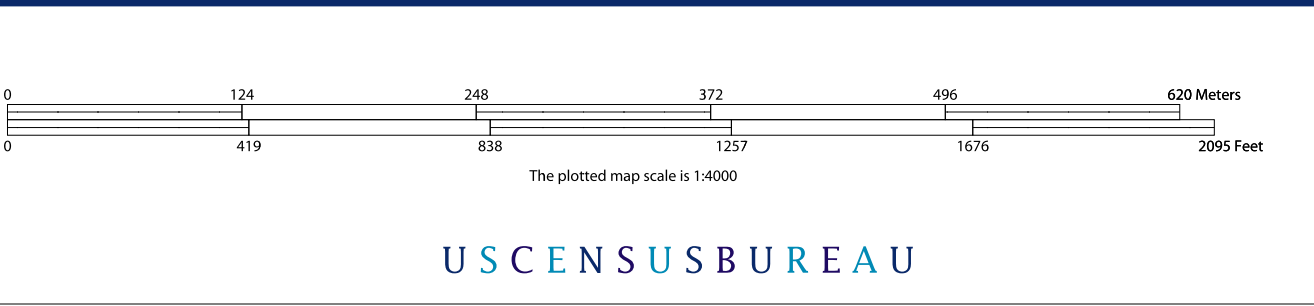 0 124 248 372 496 620 Meters
0 419 838 1257 1676 2095 Feet
The plotted map scale is 1:4000
USCENSUSBUREAU